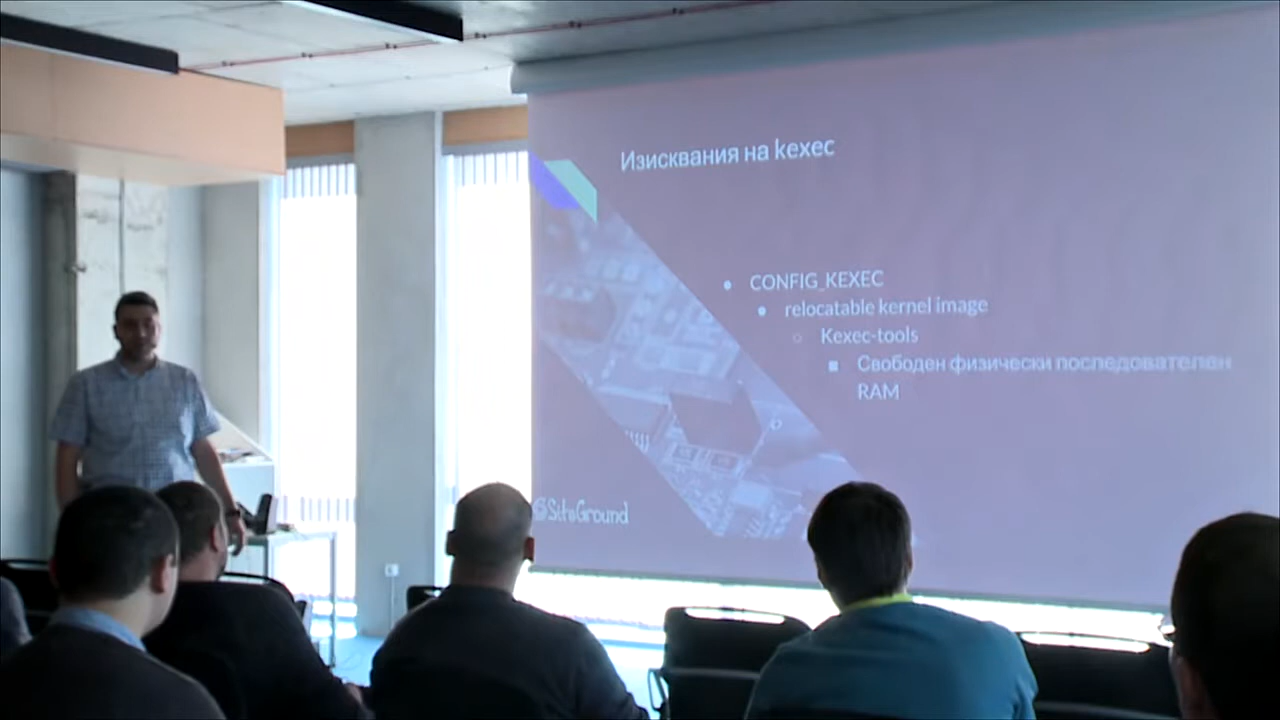 Изисквания на kexec
CONFIG_KEXEC
relocatable kernel image
Kexec-tools
Свободен физически последователен
RAM
@SiteGround